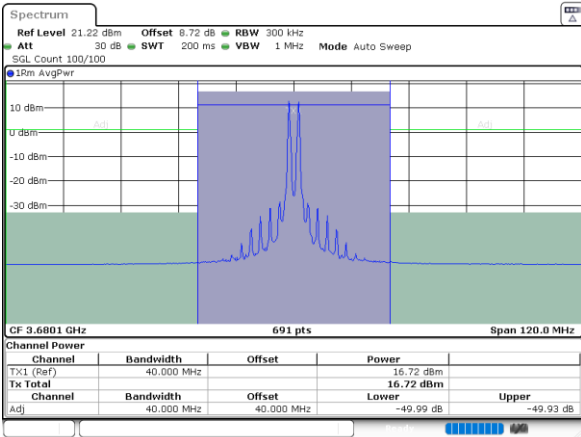 Spectrum
Ref Level 21.22 dBm Offset 8.72 dB RBW 300 kHz
Att 30 dB SWT 200 ms VBW 1 MHz Mode Auto Sweep
SGL Count 100/100
1Rm AvgPwr
10 dBm
Adj Adj
0 dBm
-10 dBm
-20 dBm
-30 dBm
CF 3.6801 GHz 691 pts Span 120.0 MHz
Channel Power
Channel Bandwidth Offset Power
TX1 (Ref) 40.000 MHz 16.72 dBm
Tx Total 16.72 dBm
Channel Bandwidth Offset Lower Upper
Adj 40.000 MHz 40.000 MHz -49.99 dB -49.93 dB
Ready